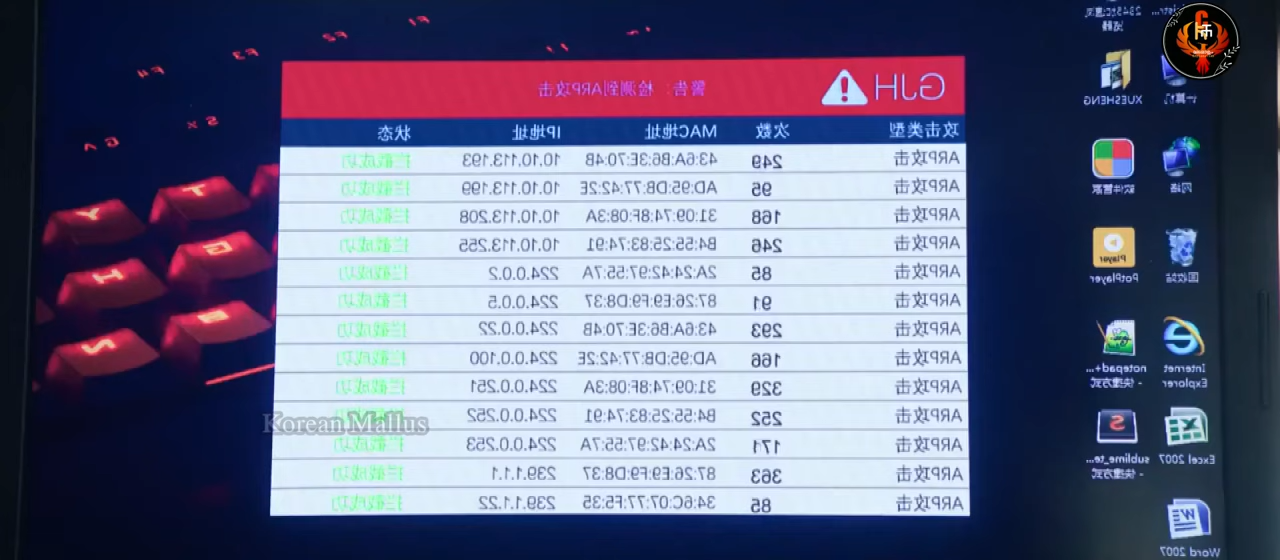 GJH
警告：检测到ARP攻击
攻击类型 次数 MAC地址 IP地址 状态
ARP攻击 249 43:6A:B6:3E:70:4B 10.10.113.193 拦截成功
ARP攻击 95 AD:95:DB:77:42:2E 10.10.113.199 拦截成功
ARP攻击 168 31:09:74:8F:08:3A 10.10.113.208 拦截成功
ARP攻击 246 B4:55:25:83:74:91 10.10.113.255 拦截成功
ARP攻击 85 2A:24:42:97:55:7A 224.0.0.2 拦截成功
ARP攻击 91 87:26:E9:F9:D8:37 224.0.0.5 拦截成功
ARP攻击 293 43:6A:B6:3E:70:4B 224.0.0.22 拦截成功
ARP攻击 166 AD:95:DB:77:42:2E 224.0.0.100 拦截成功
ARP攻击 329 31:09:74:8F:08:3A 224.0.0.251 拦截成功
ARP攻击 252 B4:55:25:83:74:91 224.0.0.252 拦截成功
ARP攻击 171 2A:24:42:97:55:7A 224.0.0.253 拦截成功
ARP攻击 363 87:26:E9:F9:D8:37 239.1.1.1 拦截成功
ARP攻击 85 34:6C:07:77:F5:35 239.1.1.22 拦截成功
计算机
XUESHENG
网络
软件管家
回收站
Player
PotPlayer
Internet
Explorer
notepad+...
- 快捷方式
Excel 2007
sublime_te...
- 快捷方式
Word 2007
F4
F3
F2
Y
T
H
G
N
B
Korean Mallus